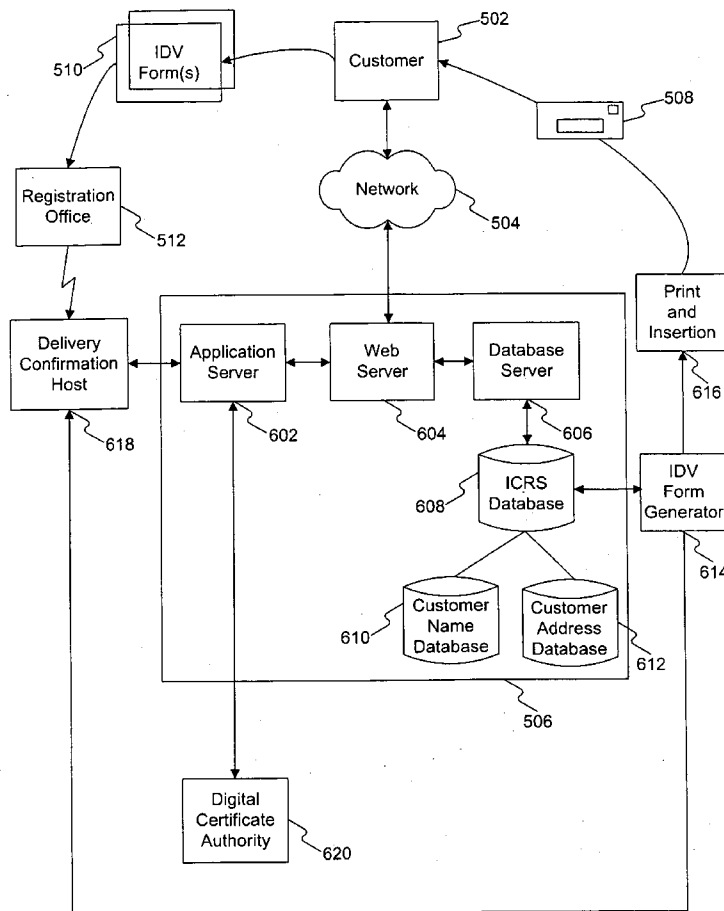 510
IDV
Form(s)
Customer
502
508
Network
504
Registration
Office
512
Print
and
Insertion
616
Delivery
Confirmation
Host
618
Application
Server
602
Web
Server
604
Database
Server
606
608
ICRS
Database
IDV
Form
Generator
614
610
Customer
Name
Database
Customer
Address
Database
612
506
Digital
Certificate
Authority
620